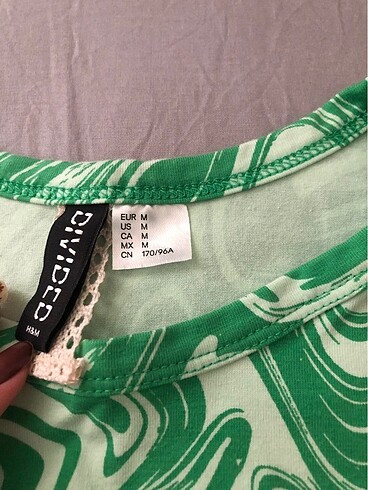 DIVIDED
H&M
EUR M
US M
CA M
MX M
CN 170/96A